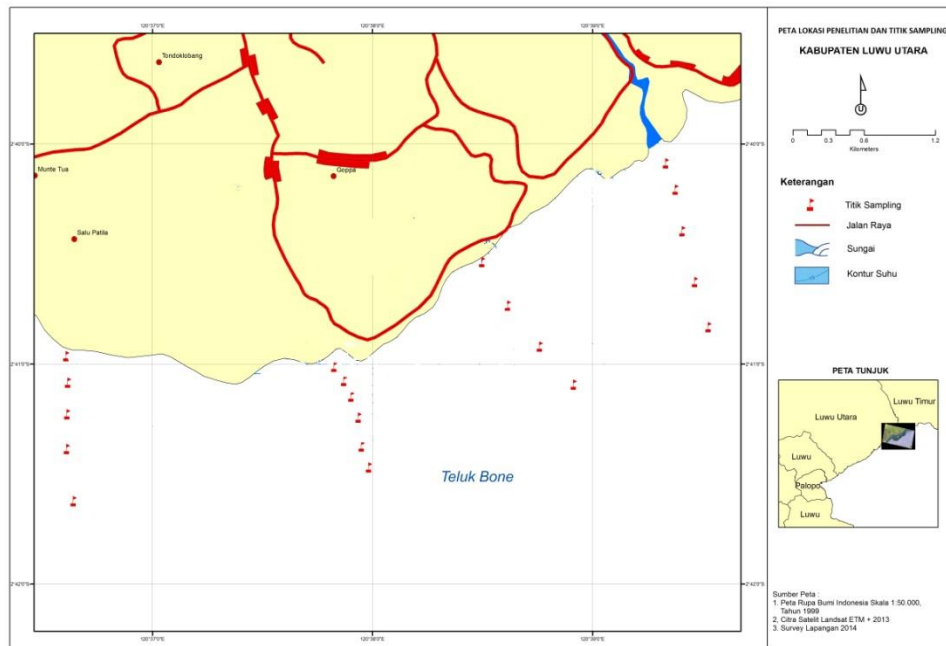 PETA LOKASI PENELITIAN DAN TITIK SAMPLING
KABUPATEN LUWU UTARA
0 0.3 0.6 1.2
Kilometers
Keterangan
Titik Sampling
Jalan Raya
Sungai
Kontur Suhu
PETA TUNJUK
Luwu Timur
Luwu Utara
Luwu
Palopo
Luwu
Sumber Peta :
1. Peta Rupa Bumi Indonesia Skala 1:50.000,
Tahun 1999
2, Citra Satelit Landsat ETM + 2013
3. Survey Lapangan 2014
Tondoklobang
Munte Tua
Salu Patila
Goppa
Teluk Bone